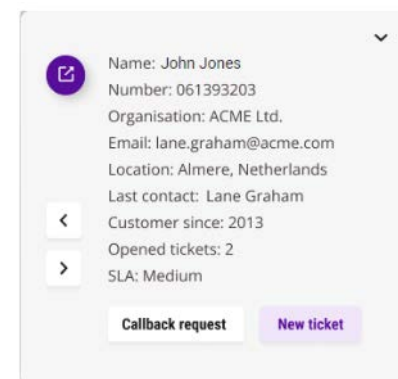 Name: John Jones
Number: 061393203
Organisation: ACME Ltd.
Email: lane.graham@acme.com
Location: Almere, Netherlands
Last contact: Lane Graham
Customer since: 2013
Opened tickets: 2
SLA: Medium
Callback request New ticket